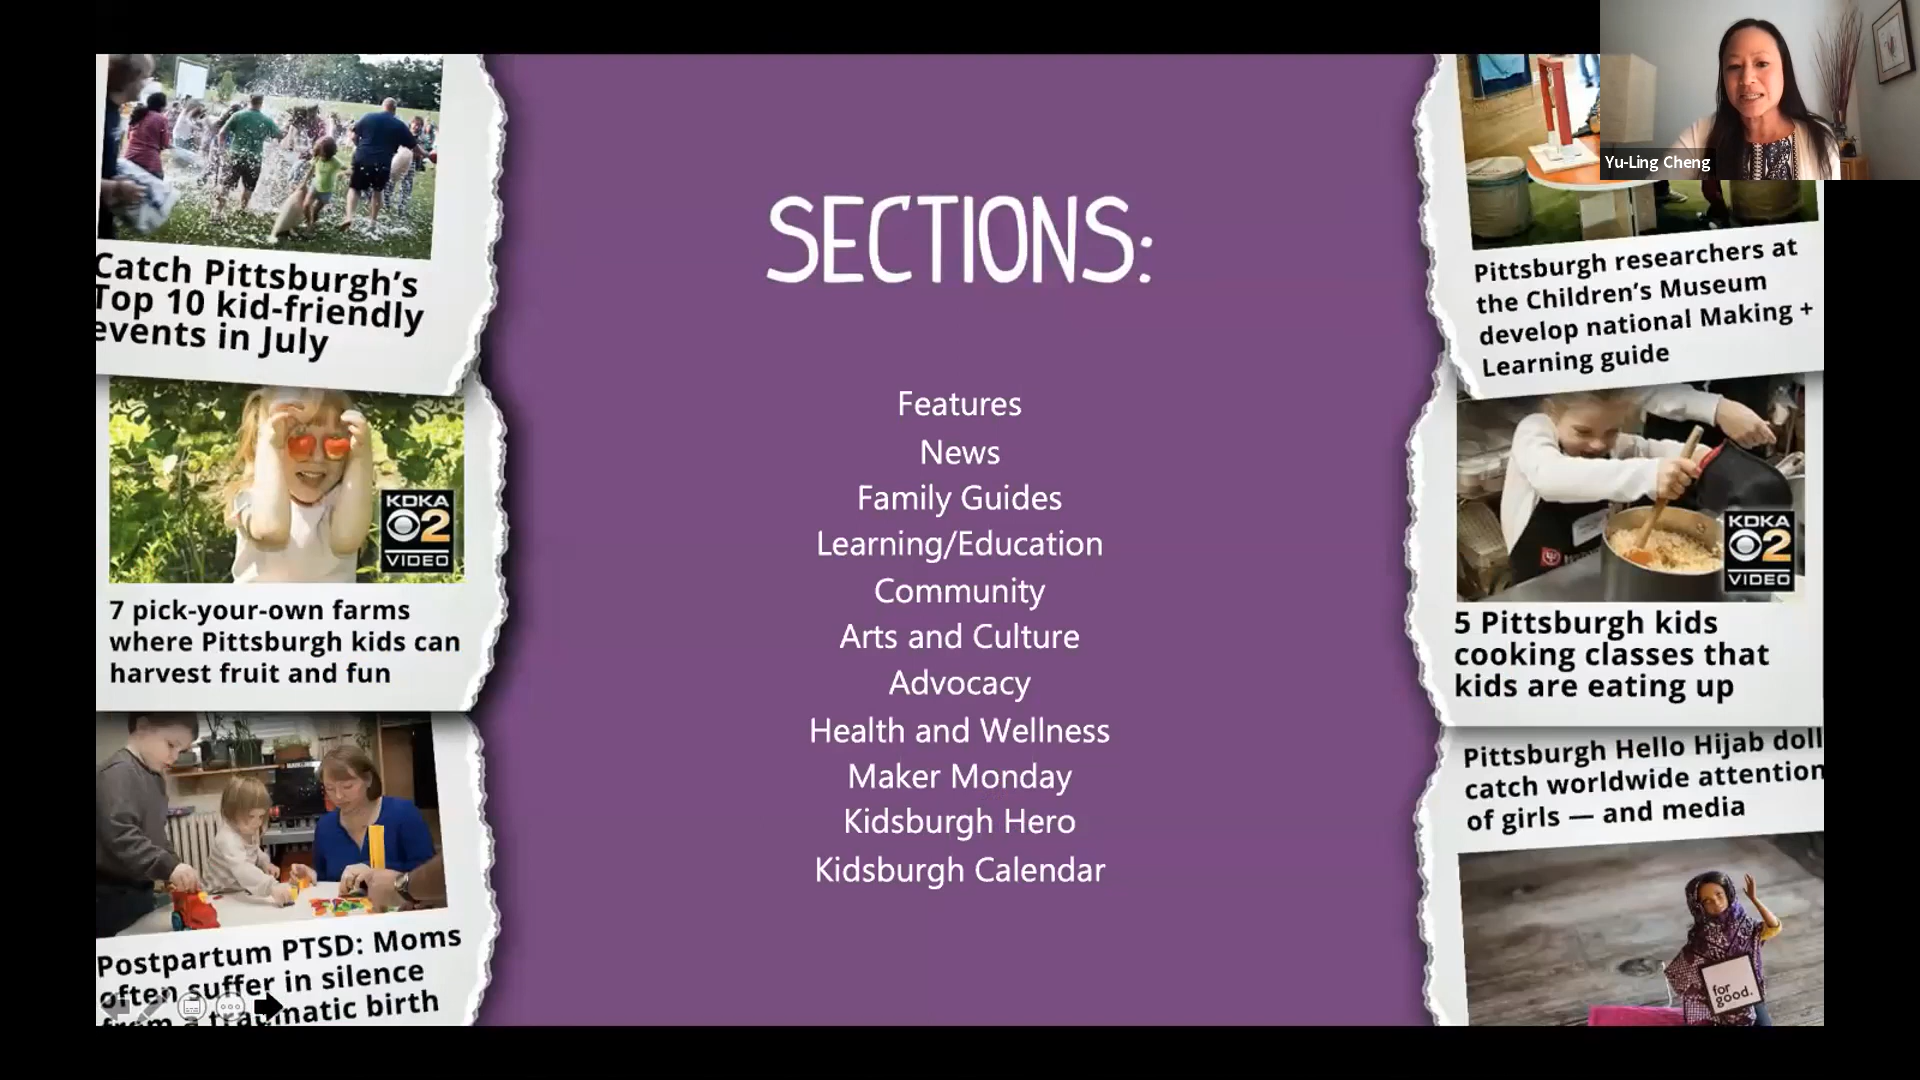 Yu-Ling Cheng
Catch Pittsburgh's
Top 10 kid-friendly
events in July
KDKA
2
VIDEO
7 pick-your-own farms
where Pittsburgh kids can
harvest fruit and fun
Postpartum PTSD: Moms
often suffer in silence
from a traumatic birth
SECTIONS:
Features
News
Family Guides
Learning/Education
Community
Arts and Culture
Advocacy
Health and Wellness
Maker Monday
Kidsburgh Hero
Kidsburgh Calendar
Pittsburgh researchers at
the Children's Museum
develop national Making +
Learning guide
KDKA
2
VIDEO
5 Pittsburgh kids
cooking classes that
kids are eating up
Pittsburgh Hello Hijab doll
catch worldwide attention
of girls — and media
for
good.